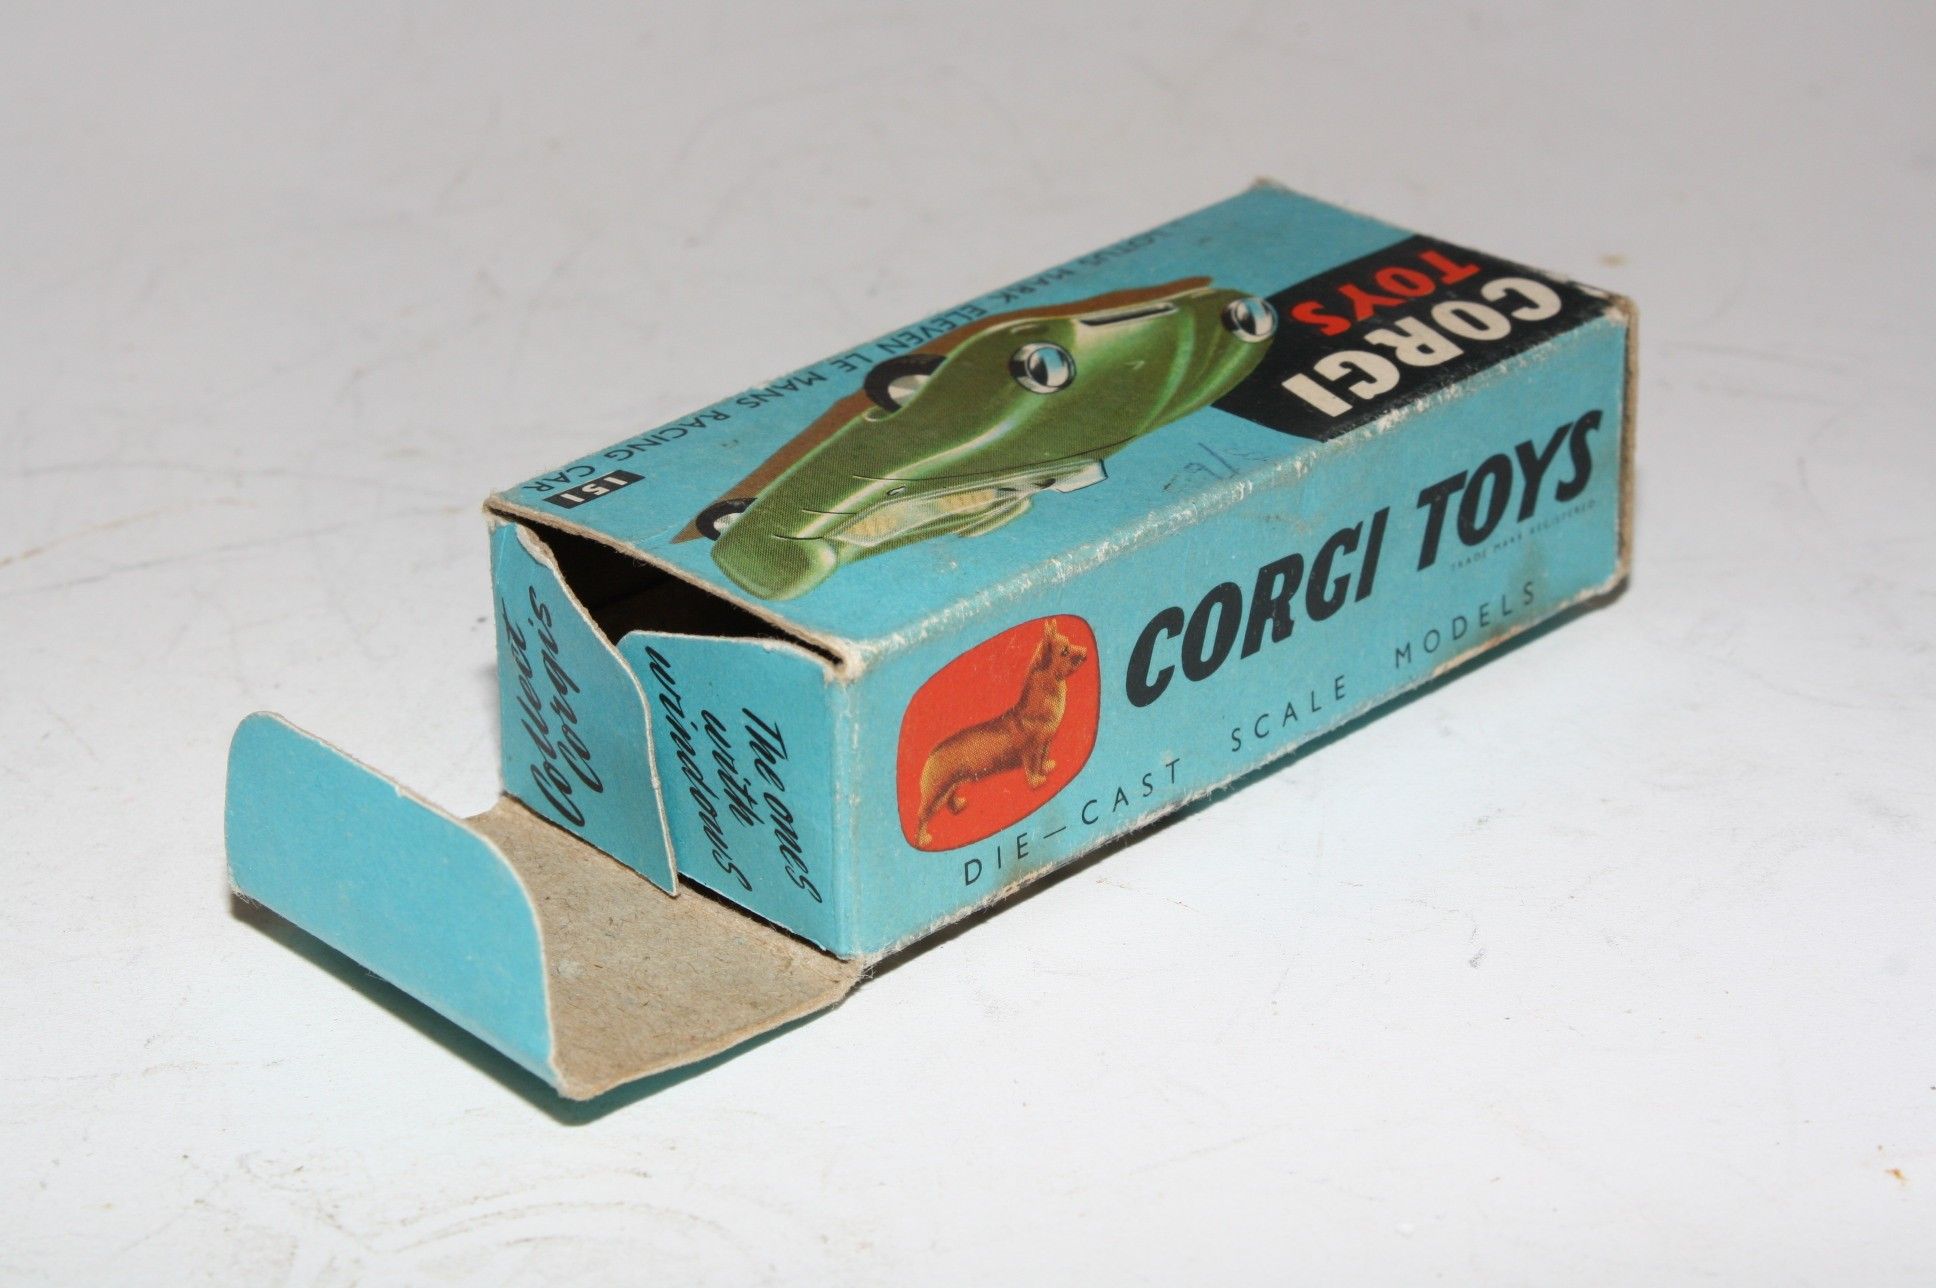 CORGI
TOYS
LOTUS MARK ELEVEN LE MANS RACING CAR
151
CORGI TOYS
TRADE MARK REGISTERED
DIE-CAST SCALE MODELS
Collect
Corgi's
The ones
with
windows